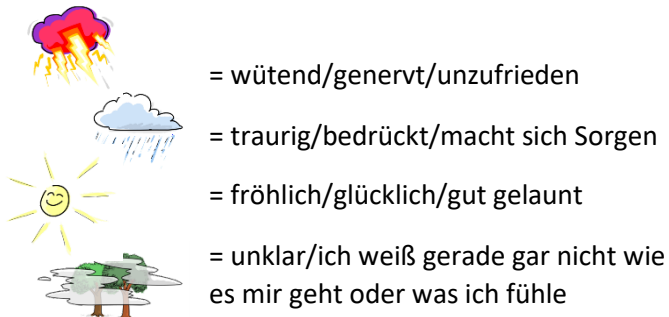 = wütend/genervt/unzufrieden
= traurig/bedrückt/macht sich Sorgen
= fröhlich/glücklich/gut gelaunt
= unklar/ich weiß gerade gar nicht wie
es mir geht oder was ich fühle